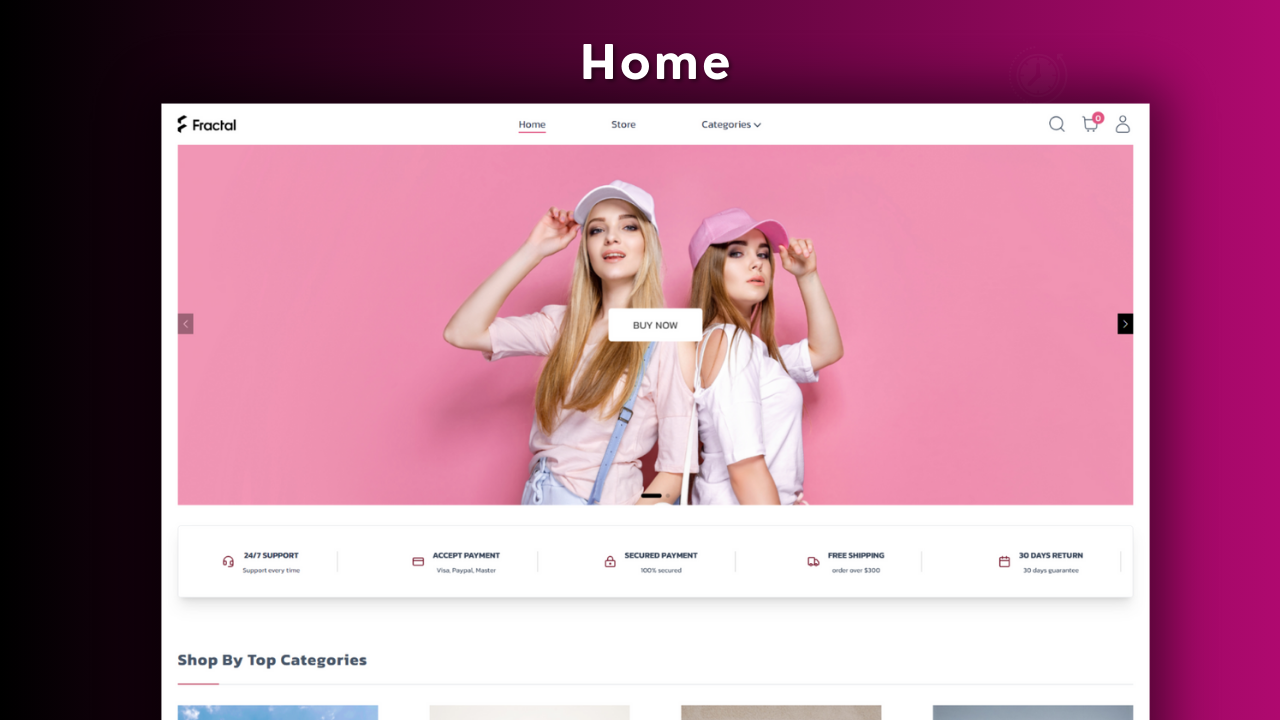 Home
Fractal
Home Store Categories
0
BUY NOW
24/7 SUPPORT
Support every time
ACCEPT PAYMENT
Visa, Paypal, Master
SECURED PAYMENT
100% secured
FREE SHIPPING
order over $300
30 DAYS RETURN
30 days guarantee
Shop By Top Categories